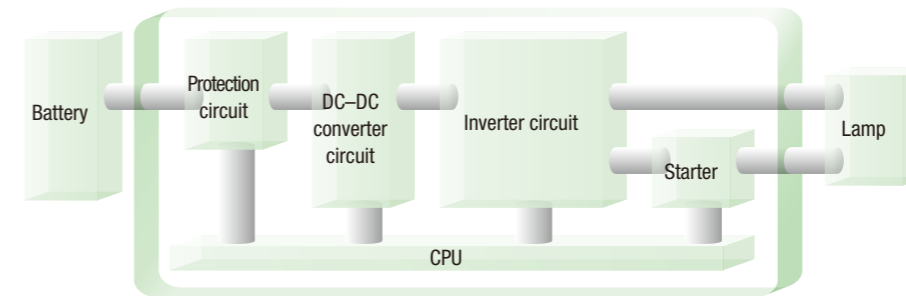 Battery
Protection
circuit
DC–DC
converter
circuit
Inverter circuit
Starter
Lamp
CPU